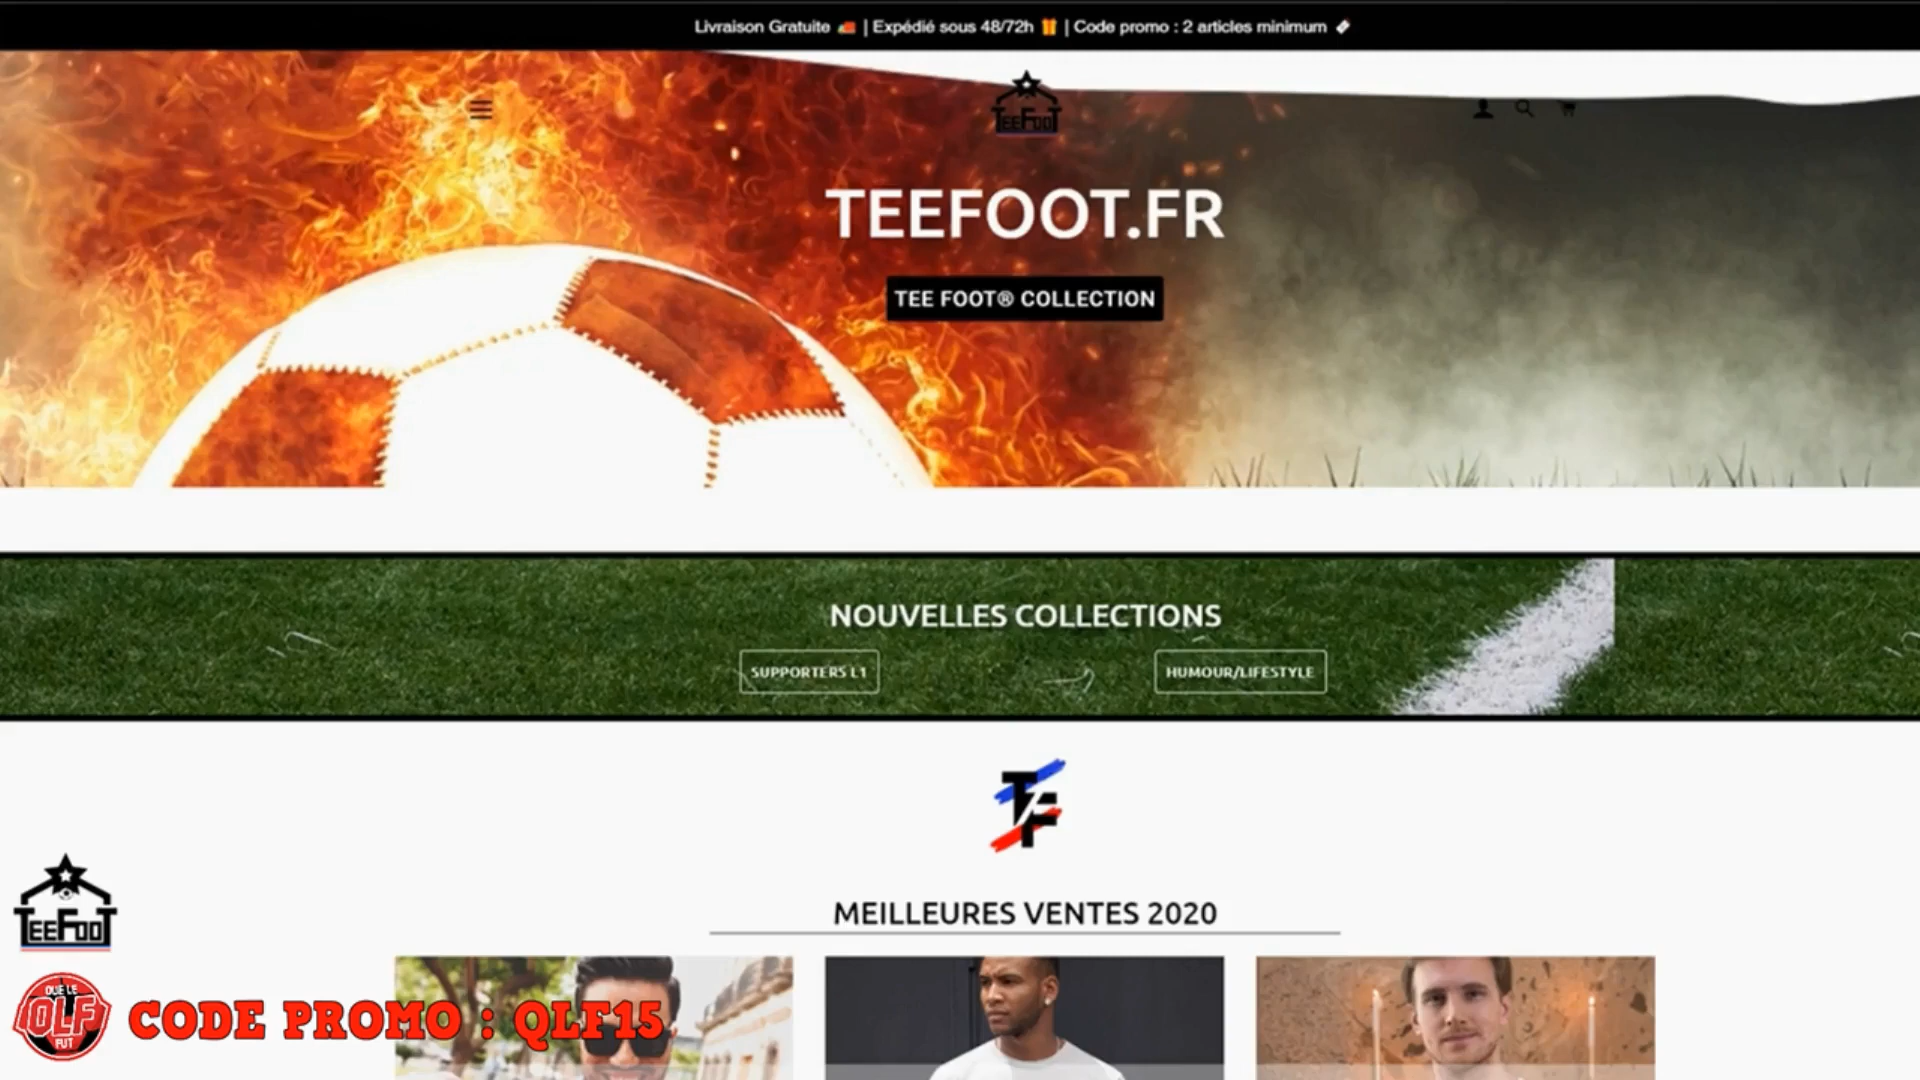 Livraison Gratuite 🚚 | Expédié sous 48/72h 🎁 | Code promo : 2 articles minimum 🏷
TEEFOOT
TEEFOOT.FR
TEE FOOT® COLLECTION
NOUVELLES COLLECTIONS
SUPPORTERS L1
HUMOUR/LIFESTYLE
TF
MEILLEURES VENTES 2020
TEEFOOT
QUE LE
QLF
FUT
CODE PROMO : QLF15